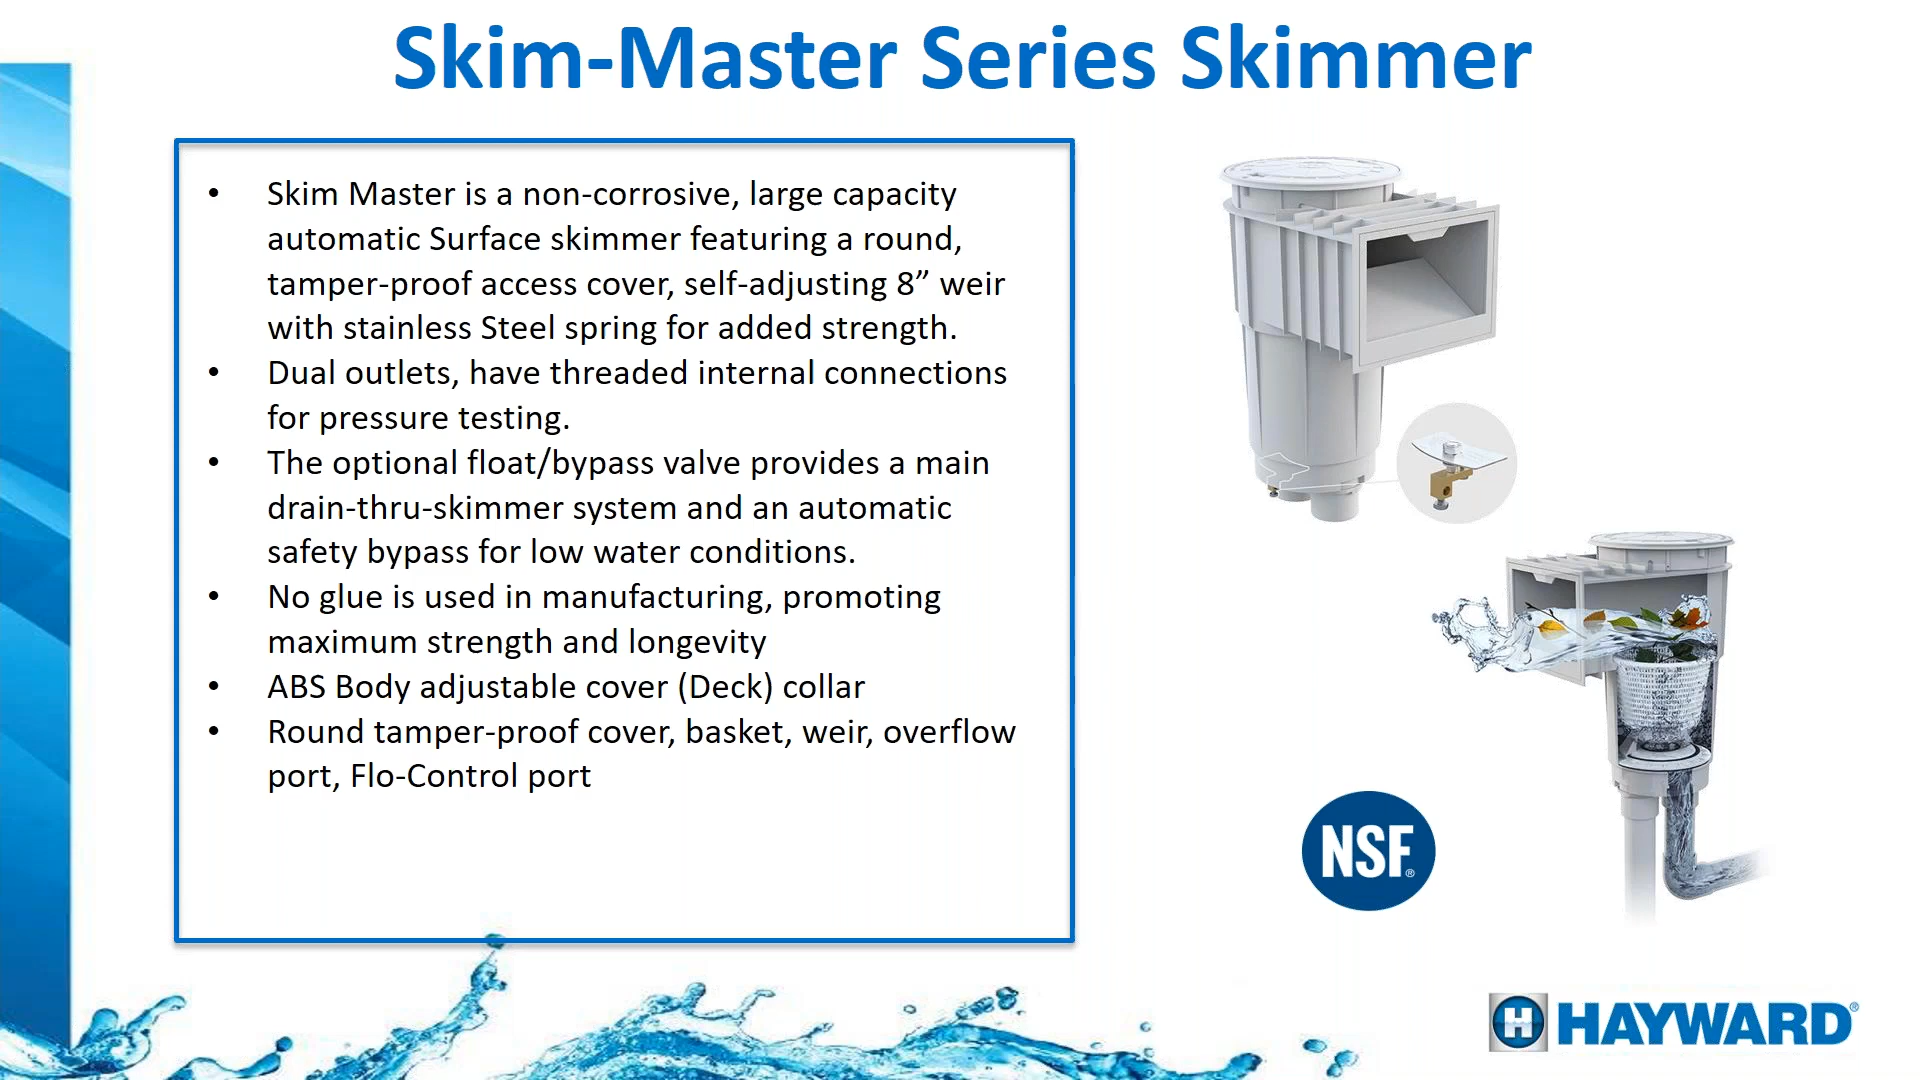 Skim-Master Series Skimmer
• Skim Master is a non-corrosive, large capacity
automatic Surface skimmer featuring a round,
tamper-proof access cover, self-adjusting 8” weir
with stainless Steel spring for added strength.
• Dual outlets, have threaded internal connections
for pressure testing.
• The optional float/bypass valve provides a main
drain-thru-skimmer system and an automatic
safety bypass for low water conditions.
• No glue is used in manufacturing, promoting
maximum strength and longevity
• ABS Body adjustable cover (Deck) collar
• Round tamper-proof cover, basket, weir, overflow
port, Flo-Control port
NSF®
H HAYWARD®